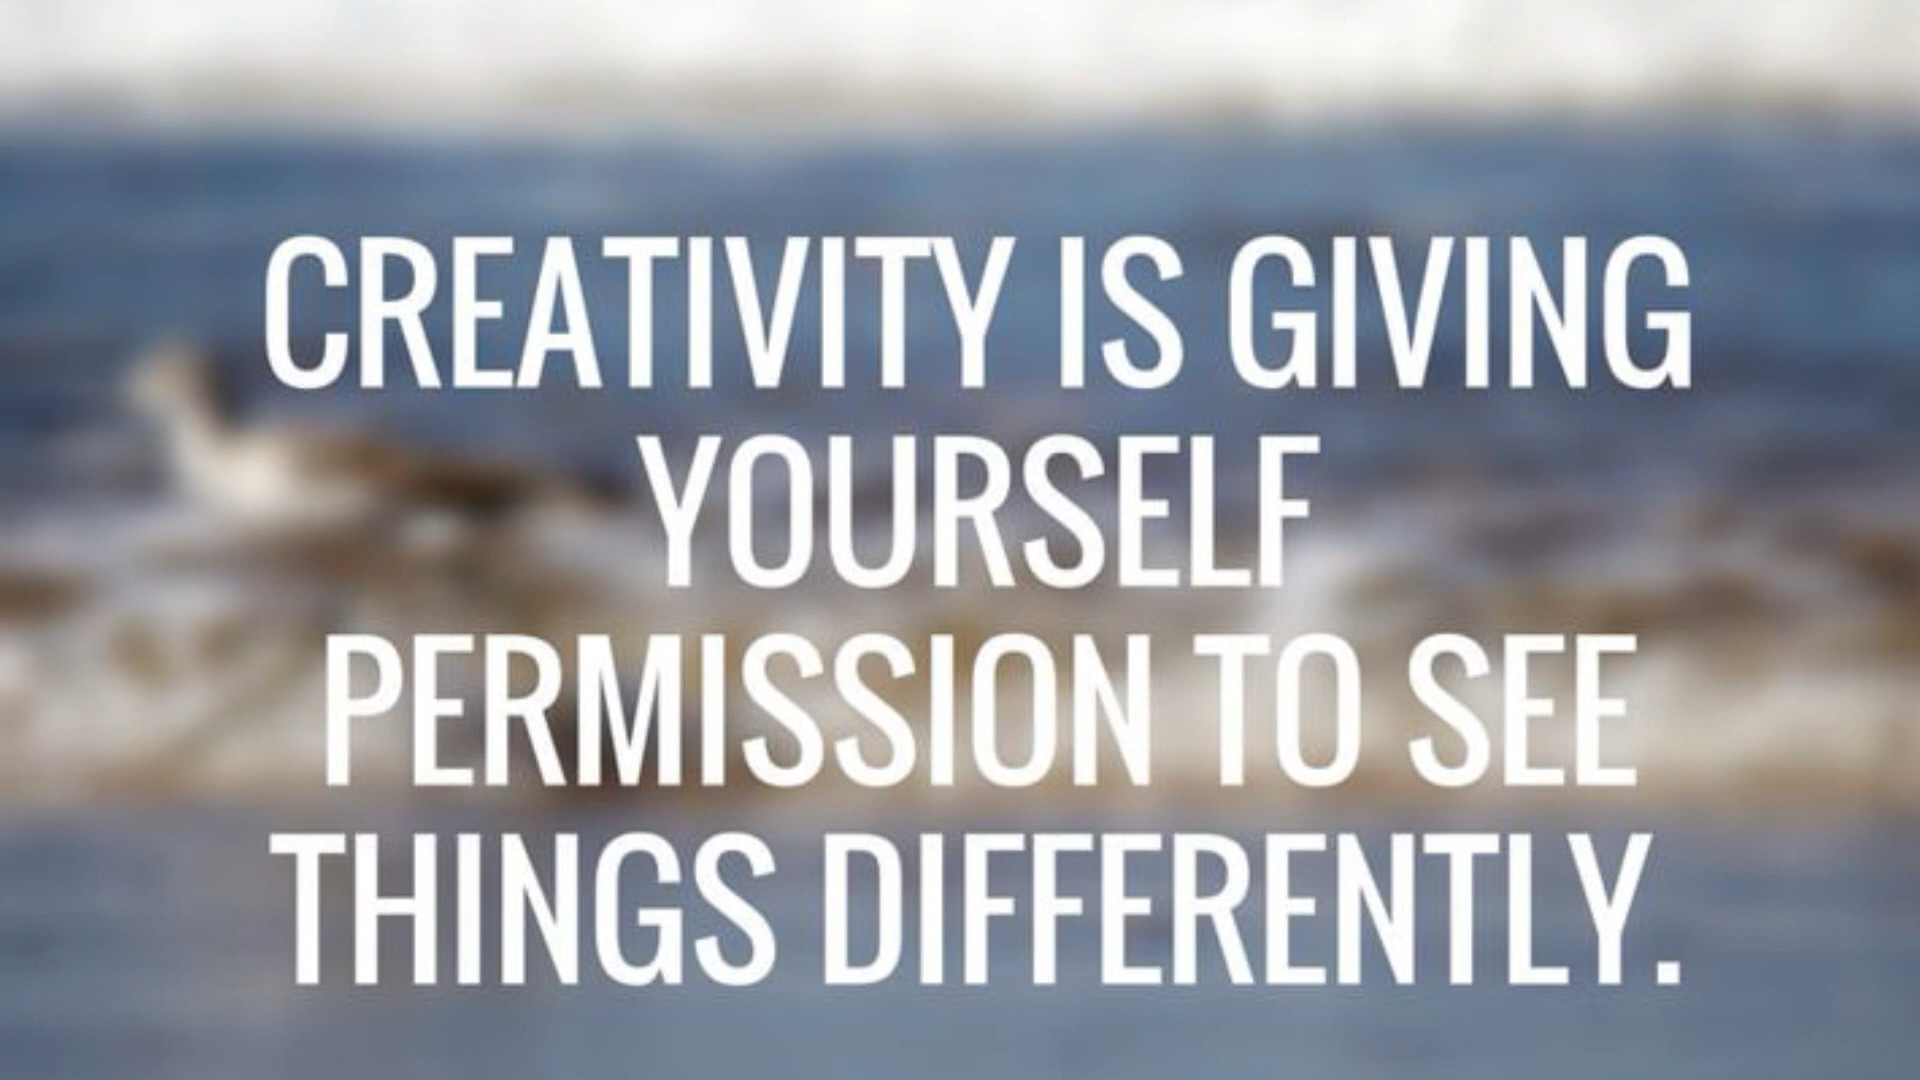 CREATIVITY IS GIVING
YOURSELF
PERMISSION TO SEE
THINGS DIFFERENTLY.